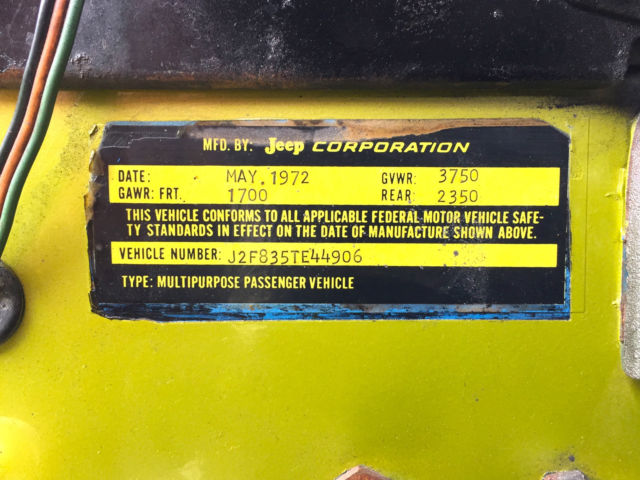 MFD. BY: Jeep CORPORATION
DATE: MAY, 1972 GVWR: 3750
GAWR: FRT. 1700 REAR: 2350
THIS VEHICLE CONFORMS TO ALL APPLICABLE FEDERAL MOTOR VEHICLE SAFE-
TY STANDARDS IN EFFECT ON THE DATE OF MANUFACTURE SHOWN ABOVE.
VEHICLE NUMBER: J2F835TE44906
TYPE: MULTIPURPOSE PASSENGER VEHICLE